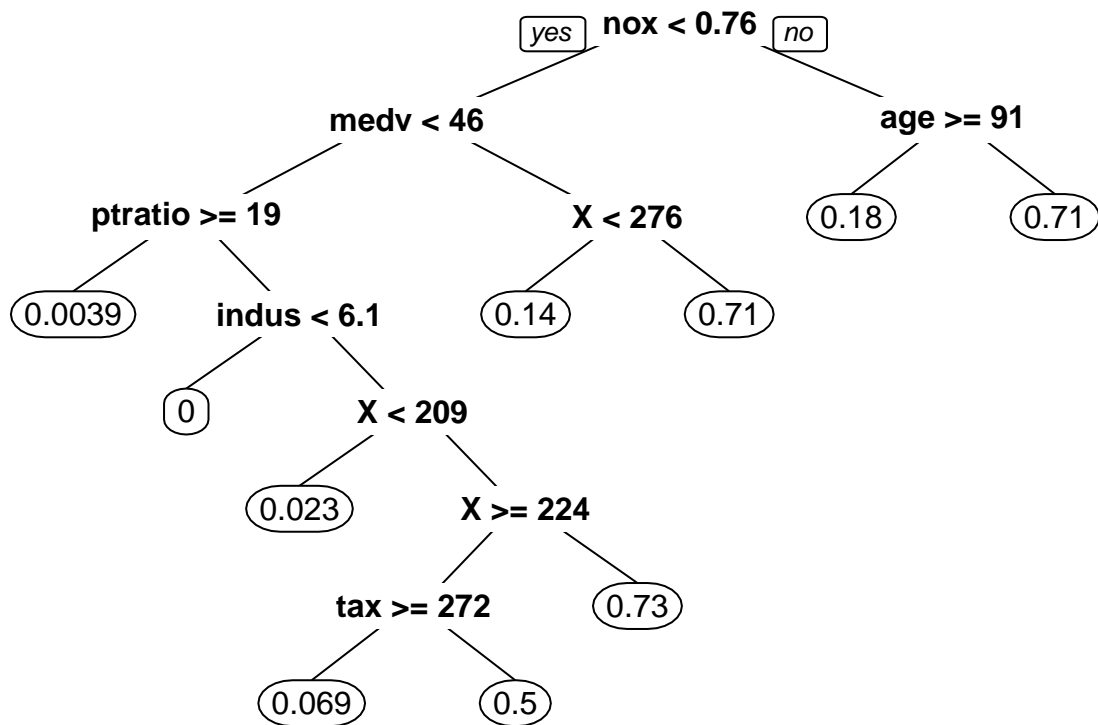 yes nox < 0.76 no
medv < 46 age >= 91
ptratio >= 19 X < 276 0.18 0.71
0.0039 indus < 6.1 0.14 0.71
0 X < 209
0.023 X >= 224
tax >= 272 0.73
0.069 0.5